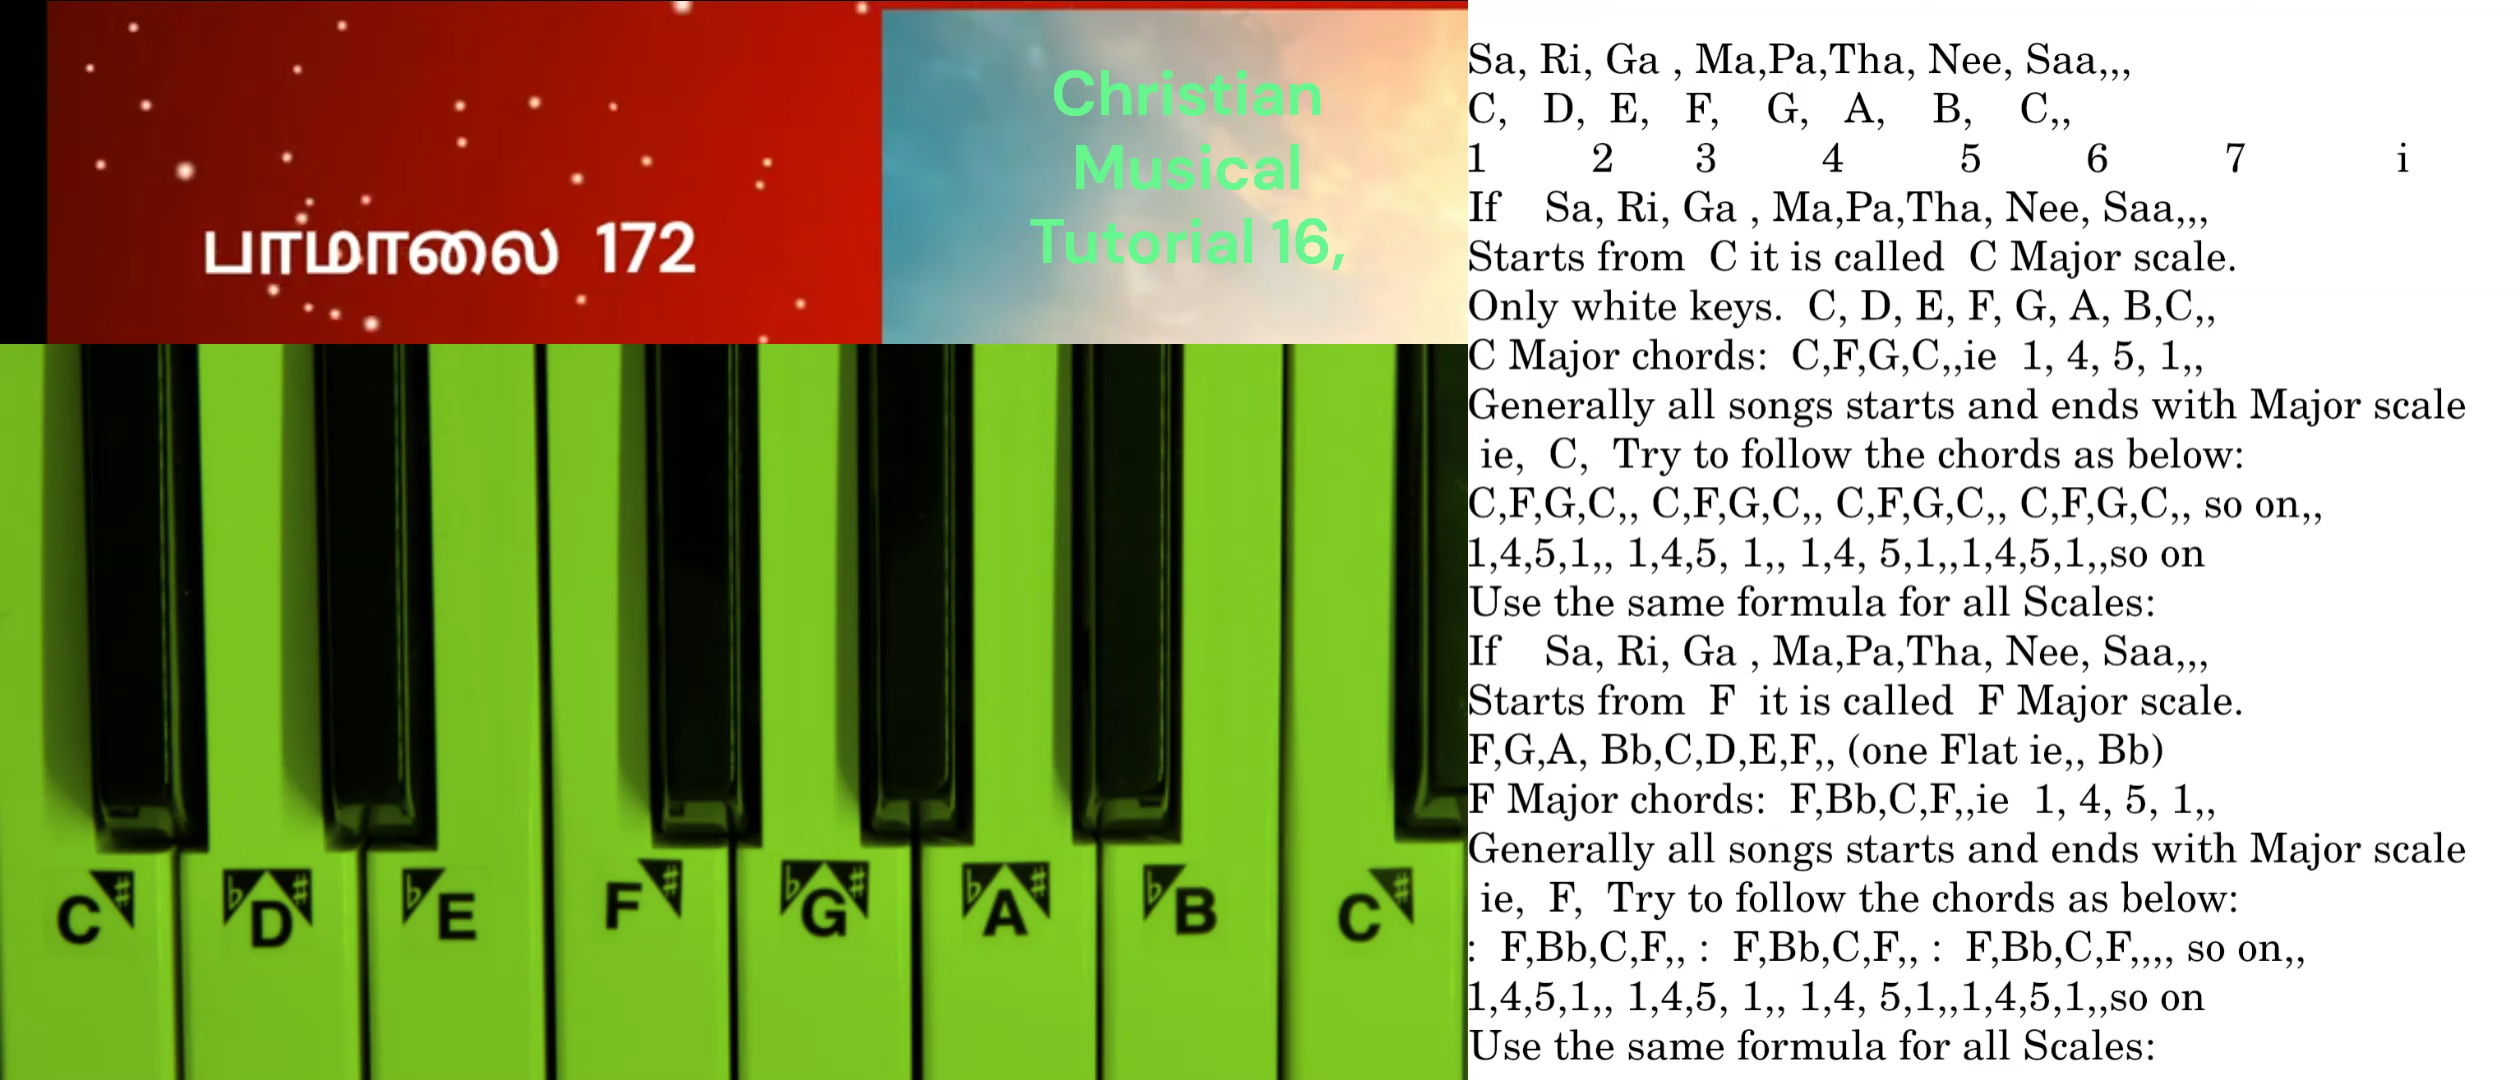 பாமாலை 172
Christian
Musical
Tutorial 16,
C# bD# bE F# bG# bA# bB C#
Sa, Ri, Ga , Ma,Pa,Tha, Nee, Saa,,,
C, D, E, F, G, A, B, C,,
1 2 3 4 5 6 7 i
If Sa, Ri, Ga , Ma,Pa,Tha, Nee, Saa,,,
Starts from C it is called C Major scale.
Only white keys. C, D, E, F, G, A, B,C,,
C Major chords: C,F,G,C,,ie 1, 4, 5, 1,,
Generally all songs starts and ends with Major scale
ie, C, Try to follow the chords as below:
C,F,G,C,, C,F,G,C,, C,F,G,C,, C,F,G,C,, so on,,
1,4,5,1,, 1,4,5, 1,, 1,4, 5,1,,1,4,5,1,,so on
Use the same formula for all Scales:
If Sa, Ri, Ga , Ma,Pa,Tha, Nee, Saa,,,
Starts from F it is called F Major scale.
F,G,A, Bb,C,D,E,F,, (one Flat ie,, Bb)
F Major chords: F,Bb,C,F,,ie 1, 4, 5, 1,,
Generally all songs starts and ends with Major scale
ie, F, Try to follow the chords as below:
: F,Bb,C,F,, : F,Bb,C,F,, : F,Bb,C,F,,,, so on,,
1,4,5,1,, 1,4,5, 1,, 1,4, 5,1,,1,4,5,1,,so on
Use the same formula for all Scales: